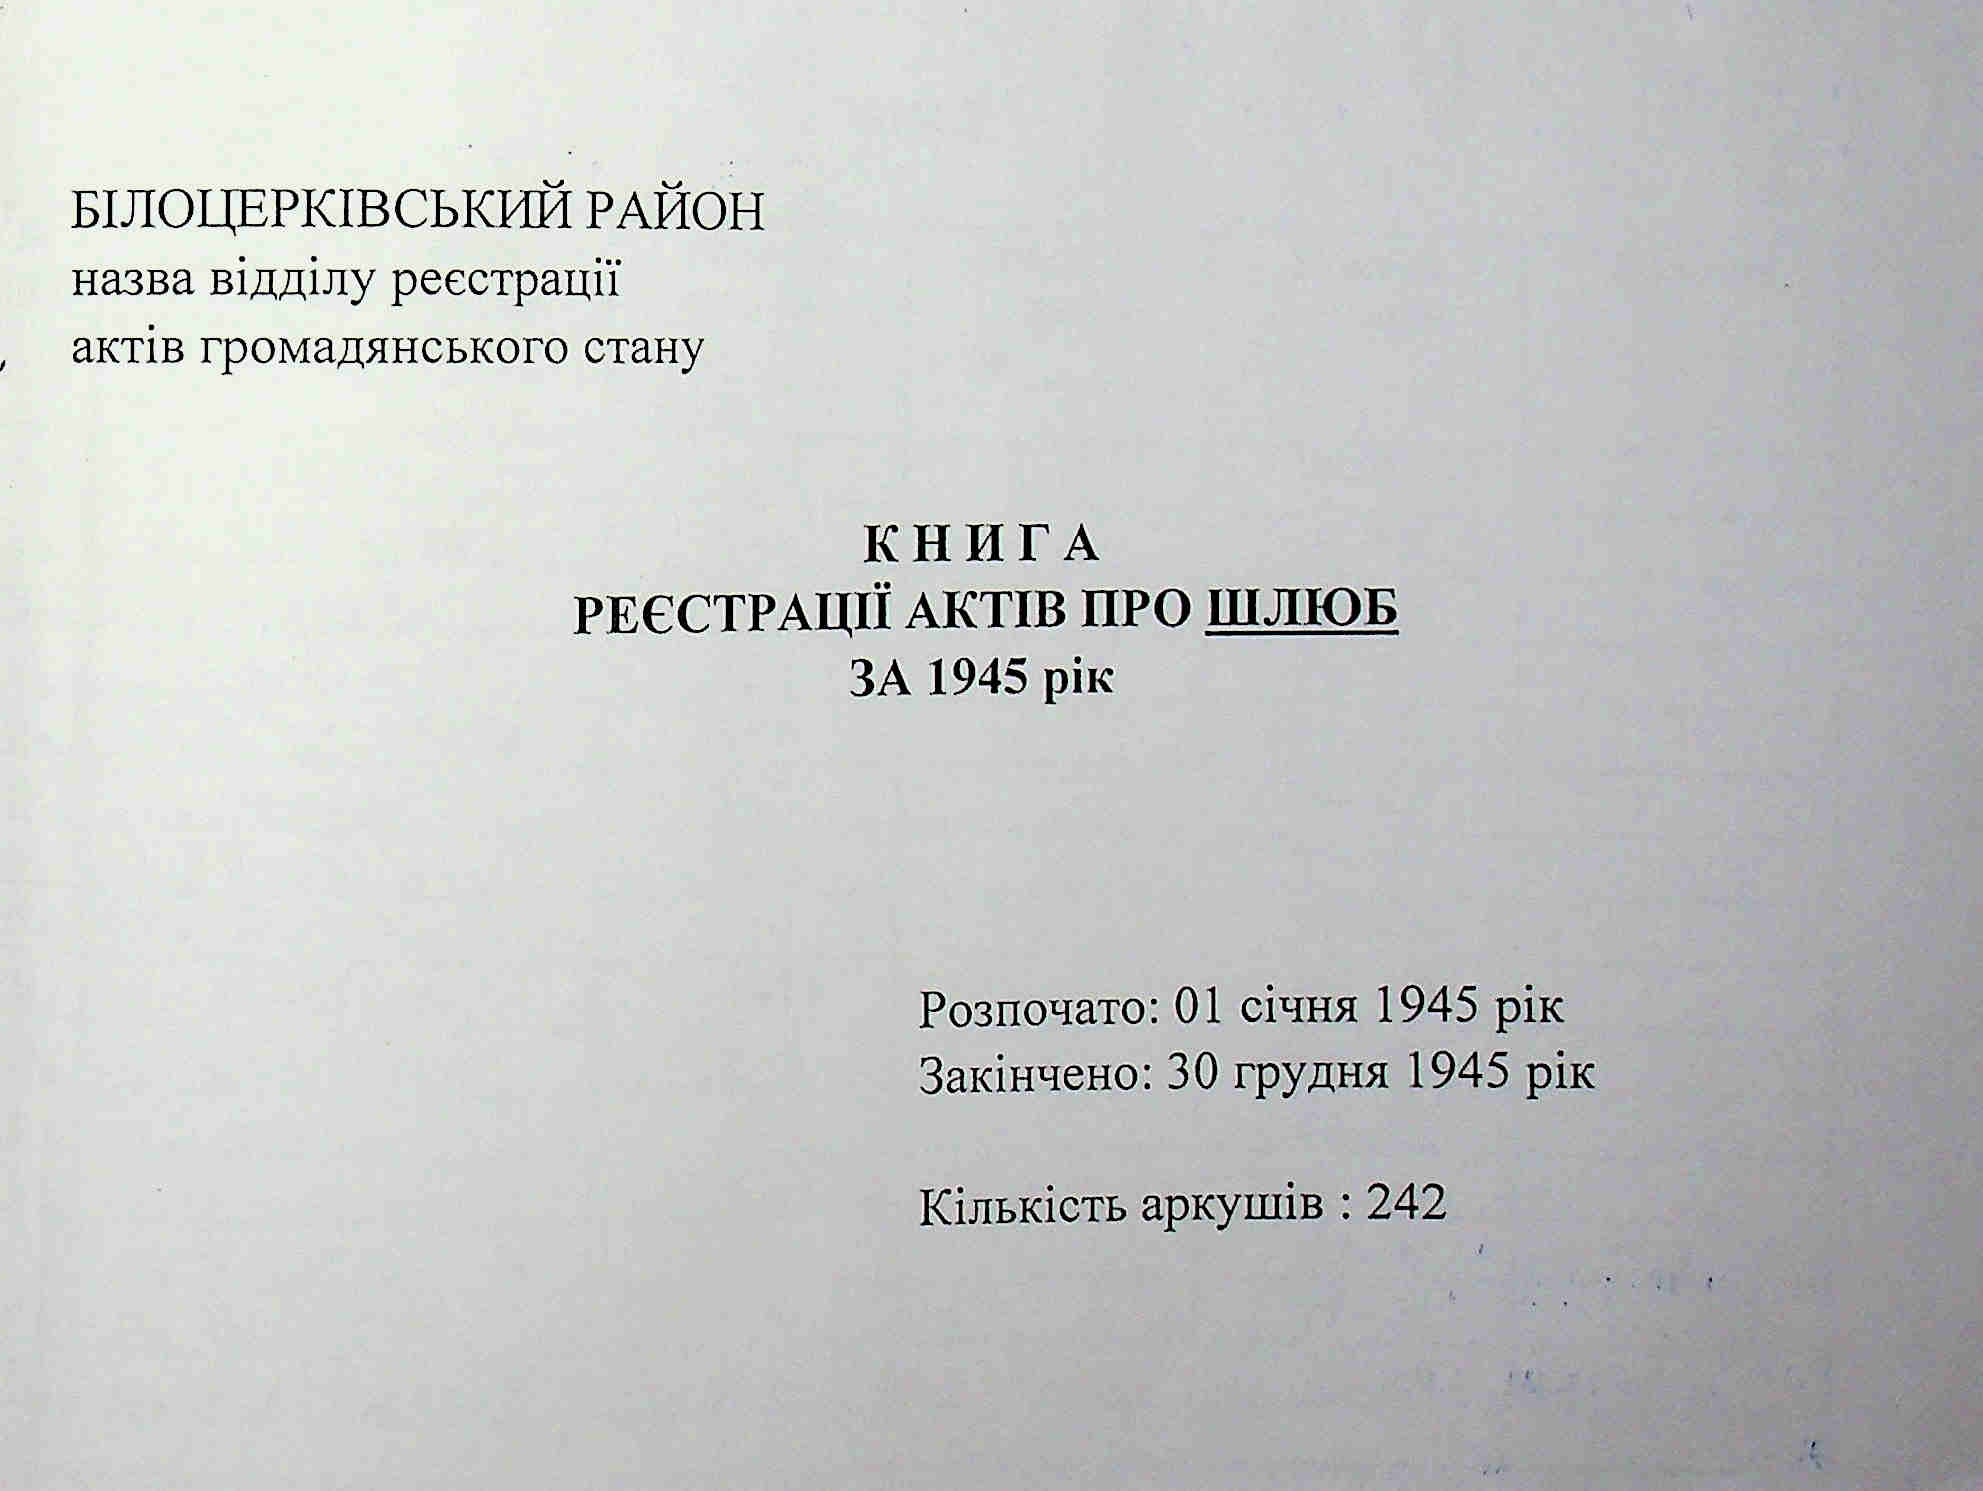 БІЛОЦЕРКІВСЬКИЙ РАЙОН
назва відділу реєстрації
актів громадянського стану
К Н И Г А
РЕЄСТРАЦІЇ АКТІВ ПРО ШЛЮБ
ЗА 1945 рік
Розпочато: 01 січня 1945 рік
Закінчено: 30 грудня 1945 рік
Кількість аркушів : 242